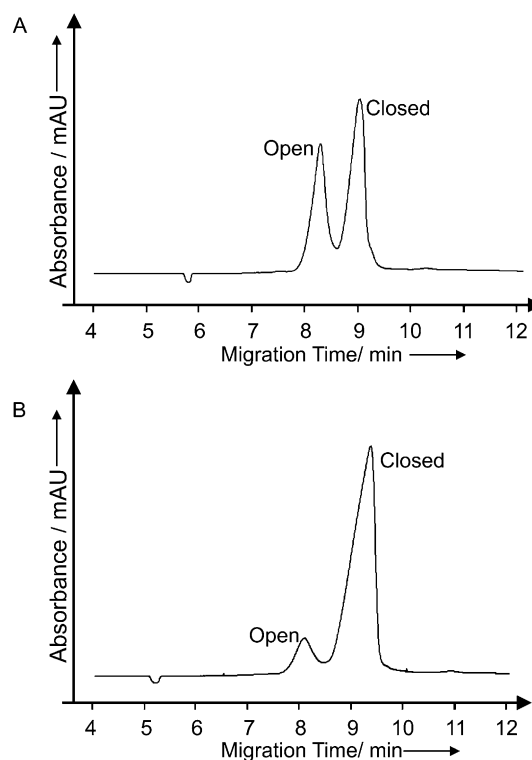 A
Absorbance / mAU
Open
Closed
4 5 6 7 8 9 10 11 12
Migration Time/ min
B
Absorbance / mAU
Closed
Open
4 5 6 7 8 9 10 11 12
Migration Time/ min